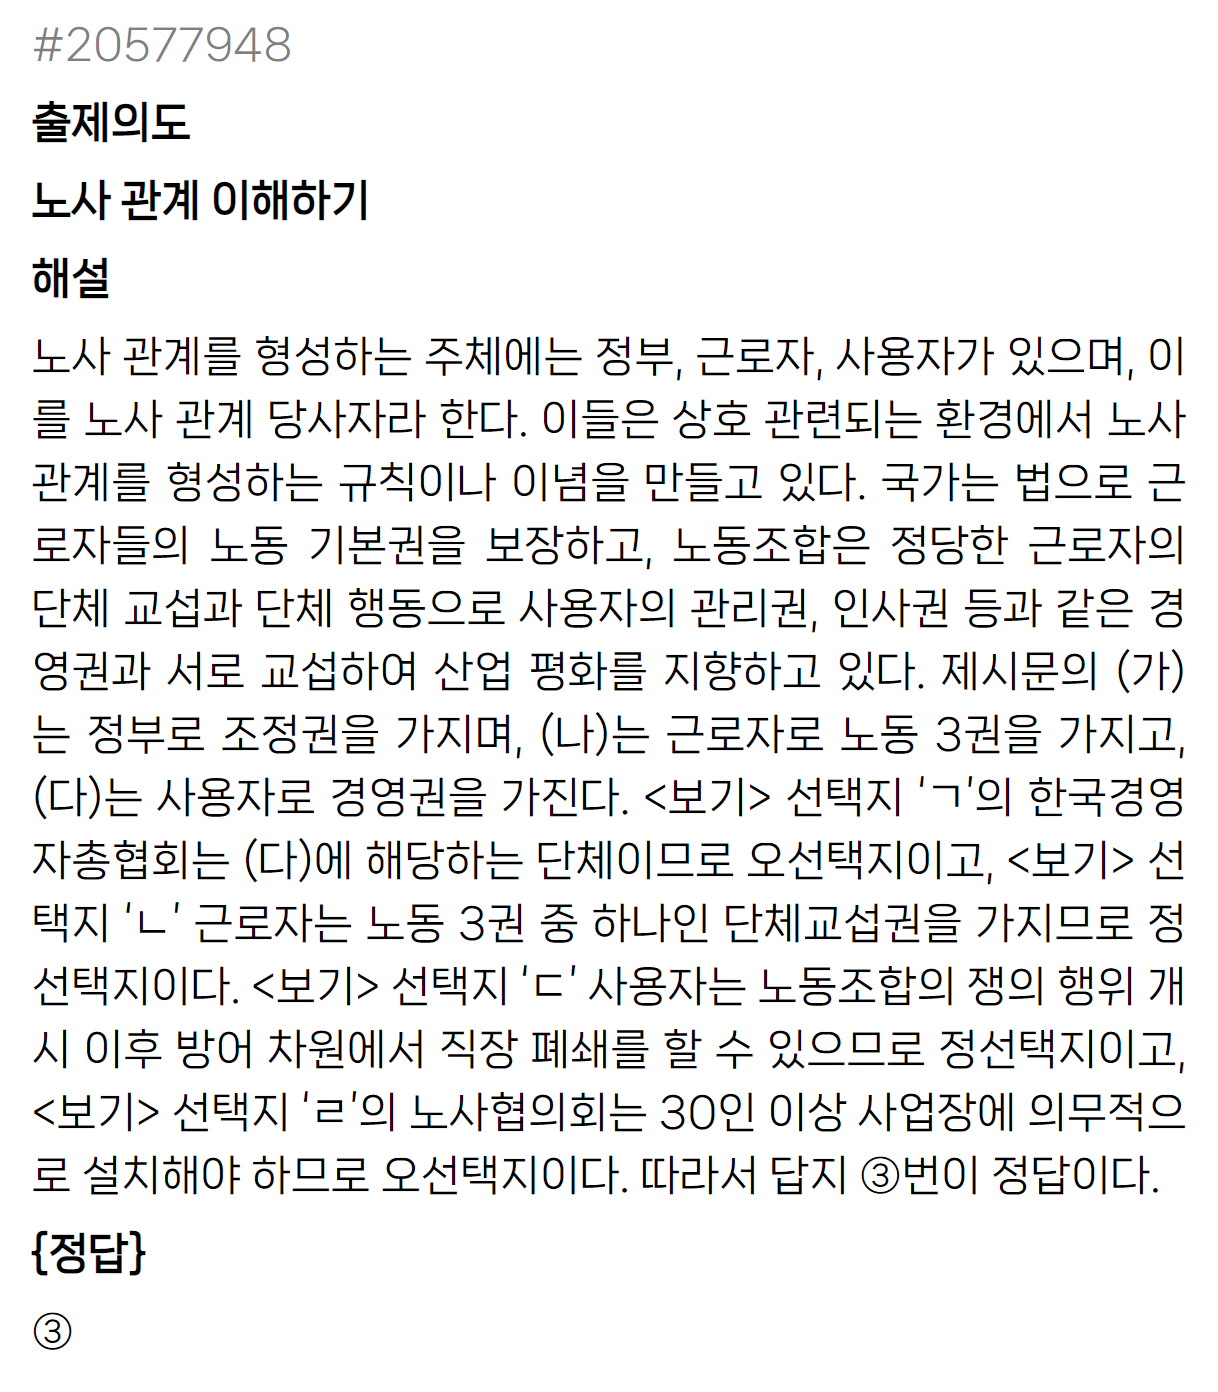 #20577948
출제의도
노사 관계 이해하기
해설
노사 관계를 형성하는 주체에는 정부, 근로자, 사용자가 있으며, 이
를 노사 관계 당사자라 한다. 이들은 상호 관련되는 환경에서 노사
관계를 형성하는 규칙이나 이념을 만들고 있다. 국가는 법으로 근
로자들의 노동 기본권을 보장하고, 노동조합은 정당한 근로자의
단체 교섭과 단체 행동으로 사용자의 관리권, 인사권 등과 같은 경
영권과 서로 교섭하여 산업 평화를 지향하고 있다. 제시문의 (가)
는 정부로 조정권을 가지며, (나)는 근로자로 노동 3권을 가지고,
(다)는 사용자로 경영권을 가진다. <보기> 선택지 ‘ㄱ’의 한국경영
자총협회는 (다)에 해당하는 단체이므로 오선택지이고, <보기> 선
택지 ‘ㄴ’ 근로자는 노동 3권 중 하나인 단체교섭권을 가지므로 정
선택지이다. <보기> 선택지 ‘ㄷ’ 사용자는 노동조합의 쟁의 행위 개
시 이후 방어 차원에서 직장 폐쇄를 할 수 있으므로 정선택지이고,
<보기> 선택지 ‘ㄹ’의 노사협의회는 30인 이상 사업장에 의무적으
로 설치해야 하므로 오선택지이다. 따라서 답지 ③번이 정답이다.
{정답}
③